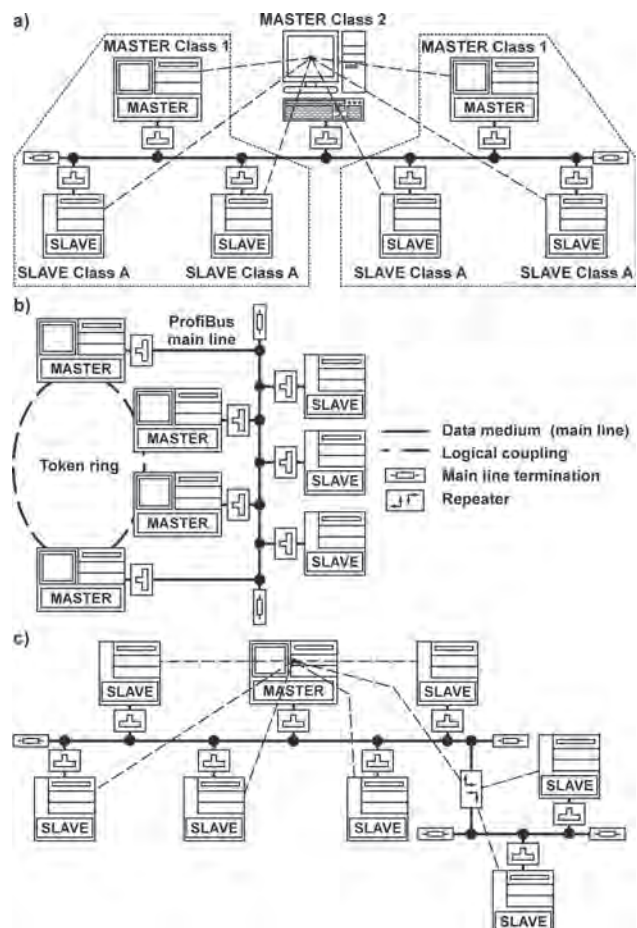 a)
MASTER Class 2
MASTER Class 1
MASTER Class 1
MASTER
MASTER
SLAVE
SLAVE
SLAVE
SLAVE
SLAVE Class A
SLAVE Class A
SLAVE Class A
SLAVE Class A
b)
ProfiBus
main line
MASTER
SLAVE
MASTER
Token ring
SLAVE
MASTER
SLAVE
MASTER
Data medium (main line)
Logical coupling
Main line termination
Repeater
c)
SLAVE
MASTER
SLAVE
SLAVE
SLAVE
SLAVE
SLAVE
SLAVE